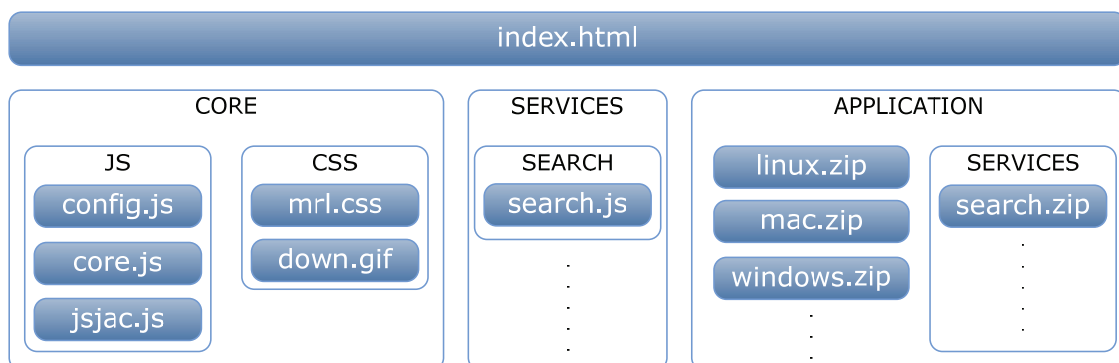 index.html
CORE
JS
config.js
core.js
jsjac.js
CSS
mrl.css
down.gif
SERVICES
SEARCH
search.js
APPLICATION
linux.zip
mac.zip
windows.zip
SERVICES
search.zip